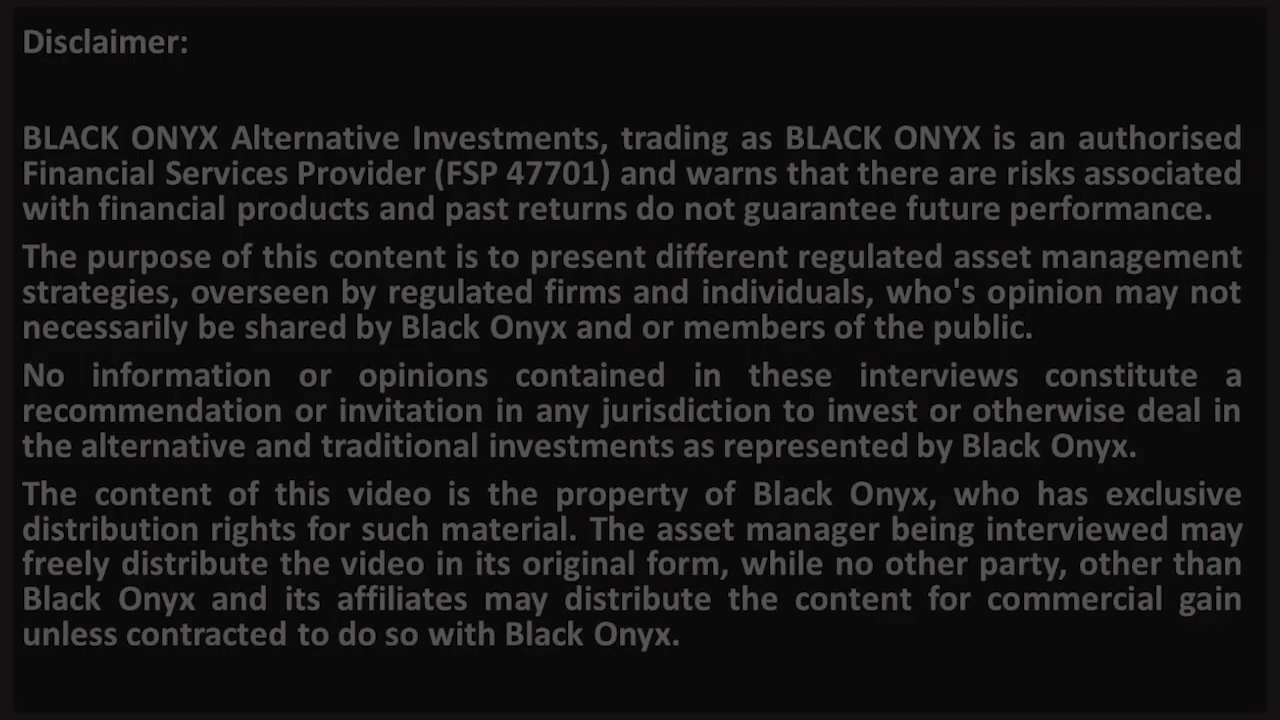 Disclaimer:
BLACK ONYX Alternative Investments, trading as BLACK ONYX is an authorised
Financial Services Provider (FSP 47701) and warns that there are risks associated
with financial products and past returns do not guarantee future performance.
The purpose of this content is to present different regulated asset management
strategies, overseen by regulated firms and individuals, who's opinion may not
necessarily be shared by Black Onyx and or members of the public.
No information or opinions contained in these interviews constitute a
recommendation or invitation in any jurisdiction to invest or otherwise deal in
the alternative and traditional investments as represented by Black Onyx.
The content of this video is the property of Black Onyx, who has exclusive
distribution rights for such material. The asset manager being interviewed may
freely distribute the video in its original form, while no other party, other than
Black Onyx and its affiliates may distribute the content for commercial gain
unless contracted to do so with Black Onyx.